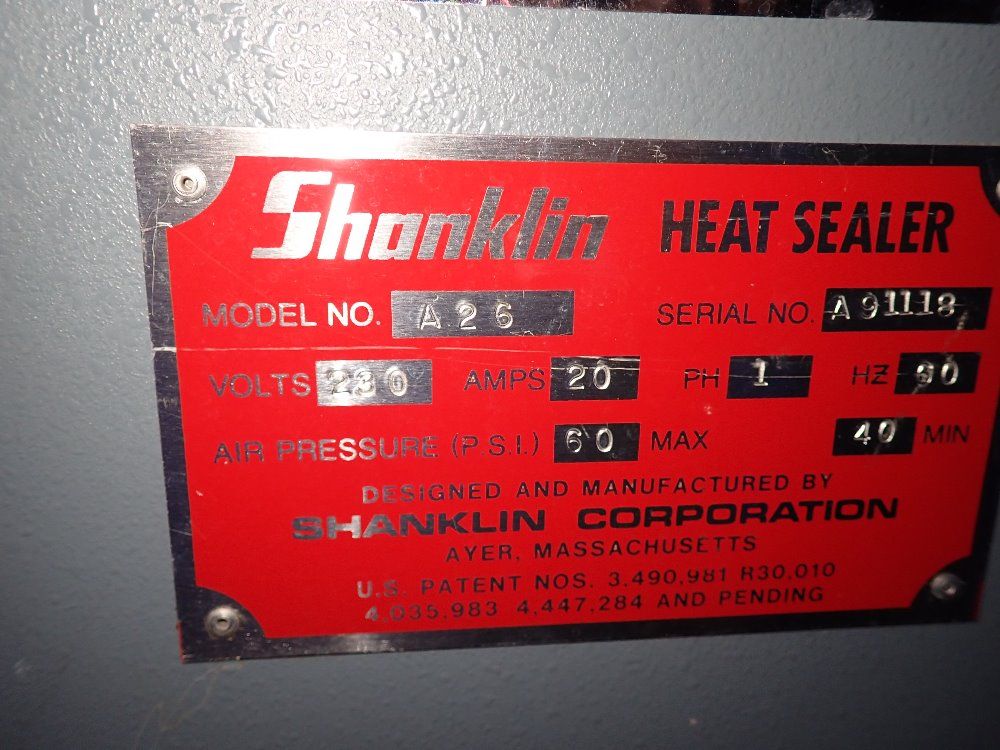 Shanklin HEAT SEALER
MODEL NO. A26 SERIAL NO. A91118
VOLTS 230 AMPS 20 PH 1 HZ 60
AIR PRESSURE (P.S.I.) 60 MAX 40 MIN
DESIGNED AND MANUFACTURED BY
SHANKLIN CORPORATION
AYER, MASSACHUSETTS
U.S. PATENT NOS. 3,490,981 R30,010
4,035,983 4,447,284 AND PENDING